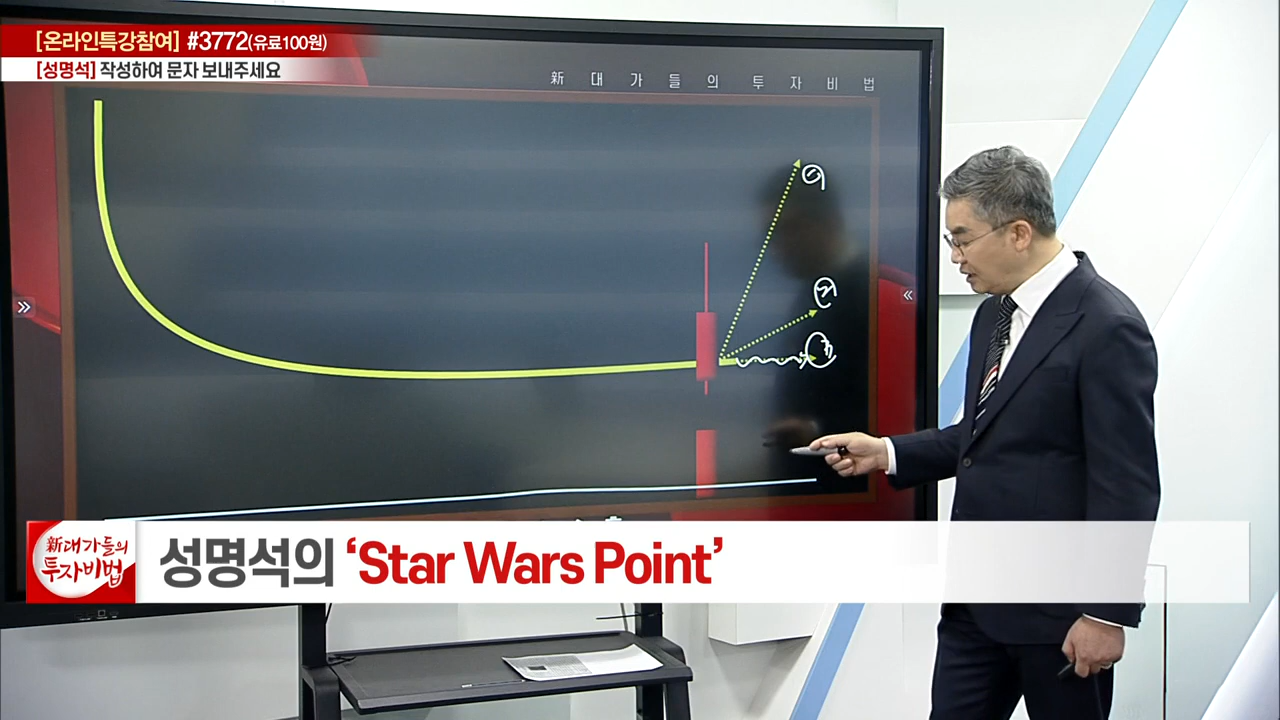 [온라인특강참여] #3772(유료100원)
[성명석] 작성하여 문자 보내주세요
新 대 가 들 의 투 자 비 법
新대가들의
투자비법
성명석의 ‘Star Wars Point’